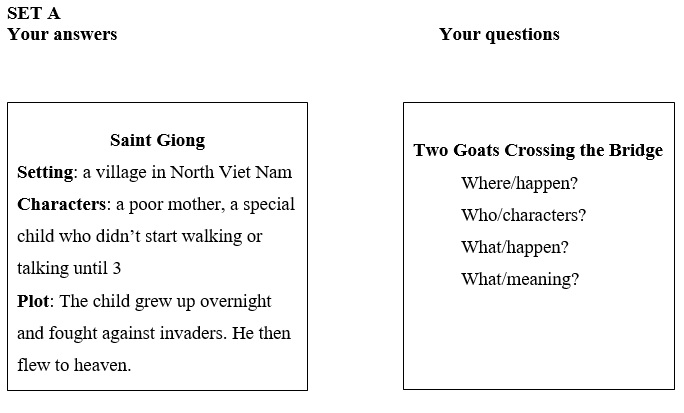 SET A
Your answers
Your questions
Saint Giong
Setting: a village in North Viet Nam
Characters: a poor mother, a special
child who didn’t start walking or
talking until 3
Plot: The child grew up overnight
and fought against invaders. He then
flew to heaven.
Two Goats Crossing the Bridge
Where/happen?
Who/characters?
What/happen?
What/meaning?